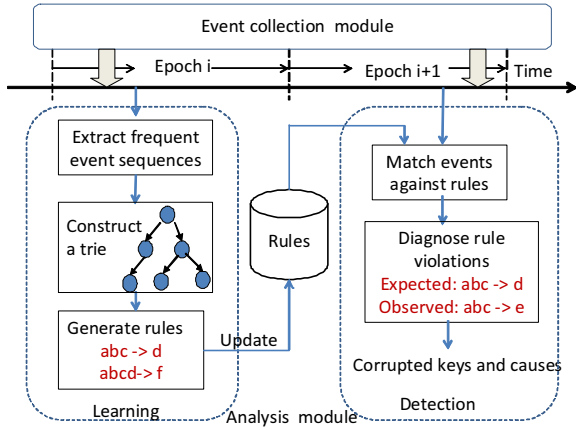 Event collection module
Epoch i
Epoch i+1
Time
Extract frequent
event sequences
Construct
a trie
Generate rules
abc -> d
abcd-> f
Learning
Update
Rules
Analysis module
Match events
against rules
Diagnose rule
violations
Expected: abc -> d
Observed: abc -> e
Corrupted keys and causes
Detection